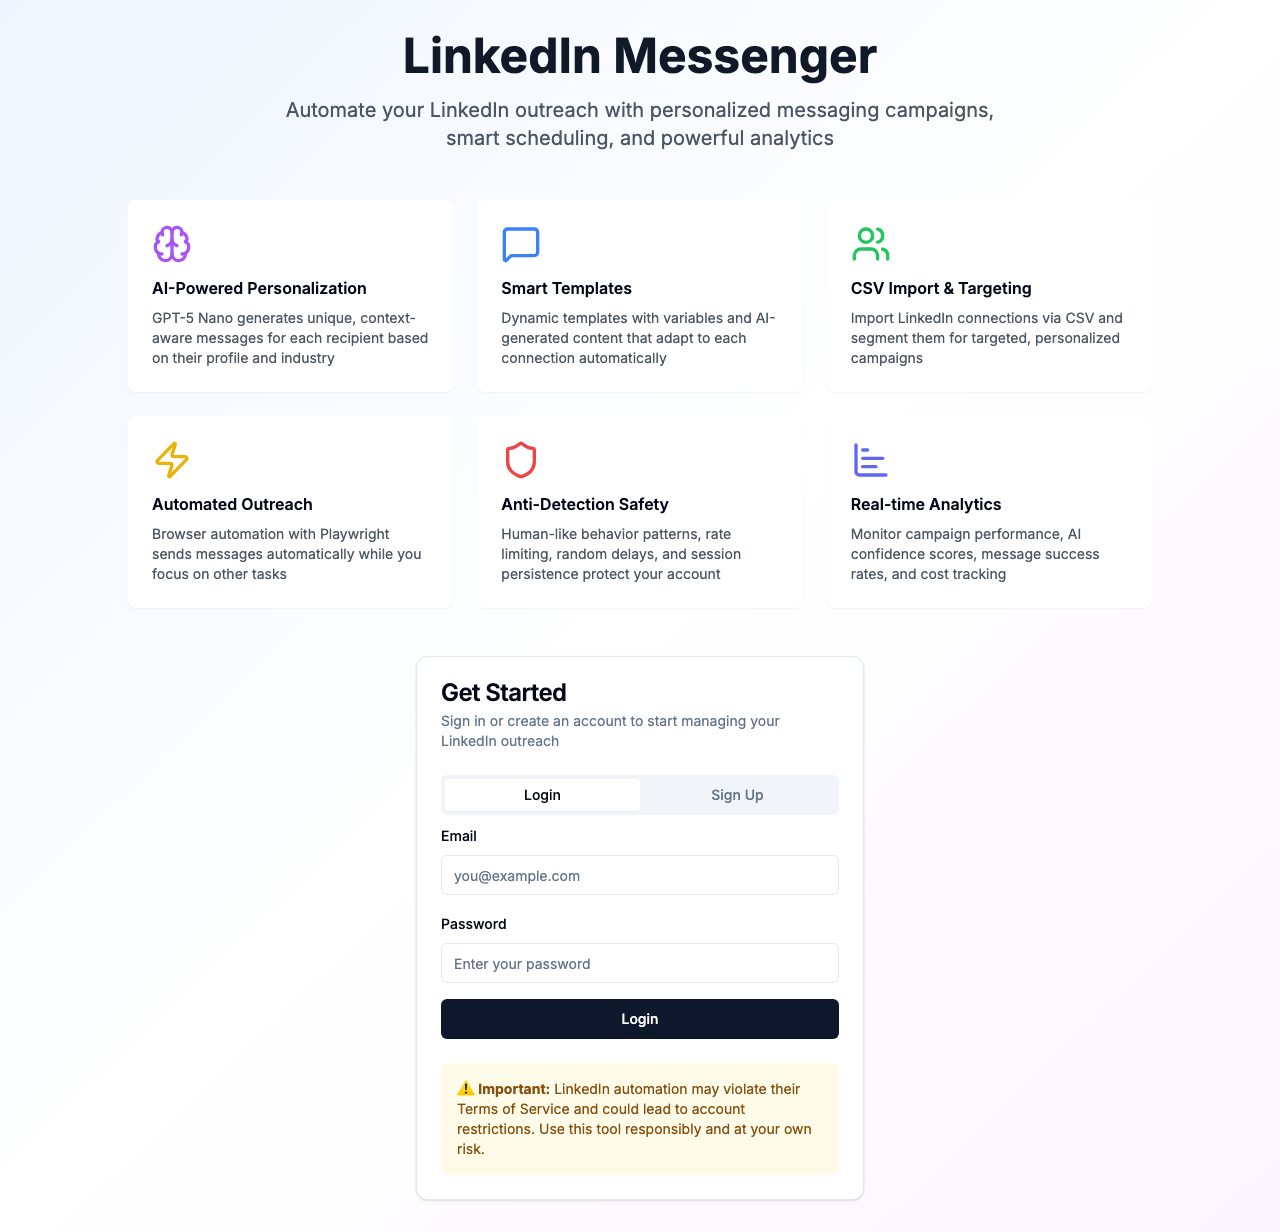 LinkedIn Messenger
Automate your LinkedIn outreach with personalized messaging campaigns,
smart scheduling, and powerful analytics
AI-Powered Personalization
GPT-5 Nano generates unique, context-
aware messages for each recipient based
on their profile and industry
Smart Templates
Dynamic templates with variables and AI-
generated content that adapt to each
connection automatically
CSV Import & Targeting
Import LinkedIn connections via CSV and
segment them for targeted, personalized
campaigns
Automated Outreach
Browser automation with Playwright
sends messages automatically while you
focus on other tasks
Anti-Detection Safety
Human-like behavior patterns, rate
limiting, random delays, and session
persistence protect your account
Real-time Analytics
Monitor campaign performance, AI
confidence scores, message success
rates, and cost tracking
Get Started
Sign in or create an account to start managing your
LinkedIn outreach
Login
Sign Up
Email
you@example.com
Password
Enter your password
Login
⚠️ Important: LinkedIn automation may violate their
Terms of Service and could lead to account
restrictions. Use this tool responsibly and at your own
risk.